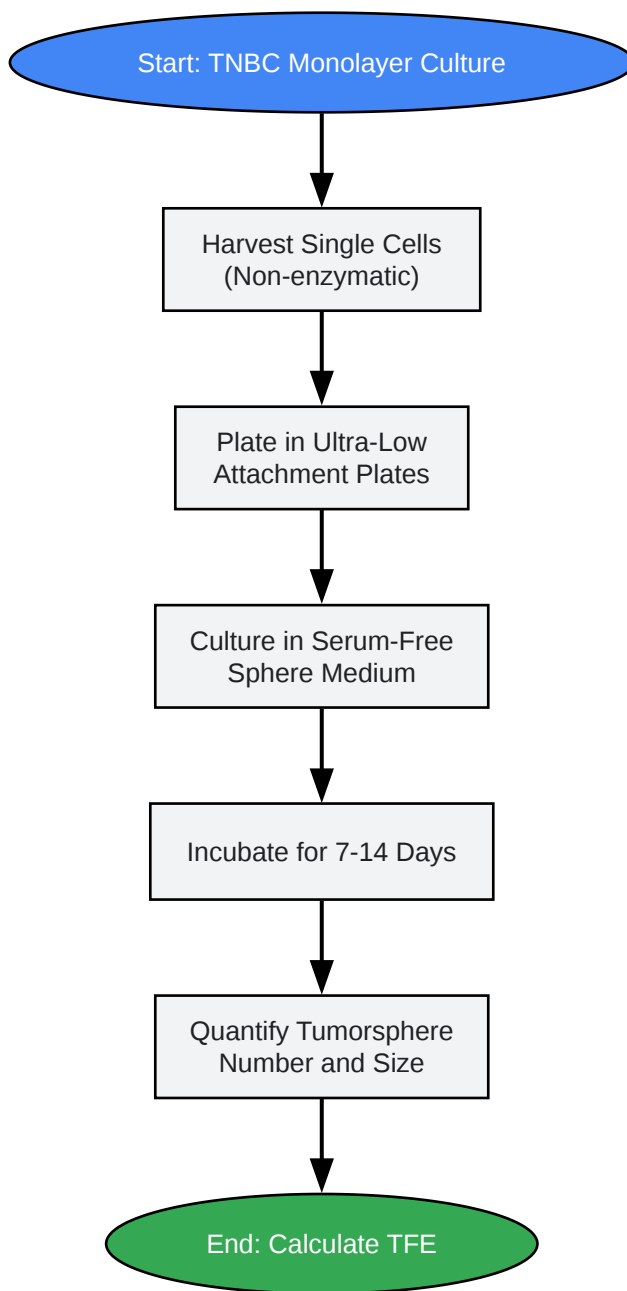 Start: TNBC Monolayer Culture
Harvest Single Cells
(Non-enzymatic)
Plate in Ultra-Low
Attachment Plates
Culture in Serum-Free
Sphere Medium
Incubate for 7-14 Days
Quantify Tumorsphere
Number and Size
End: Calculate TFE